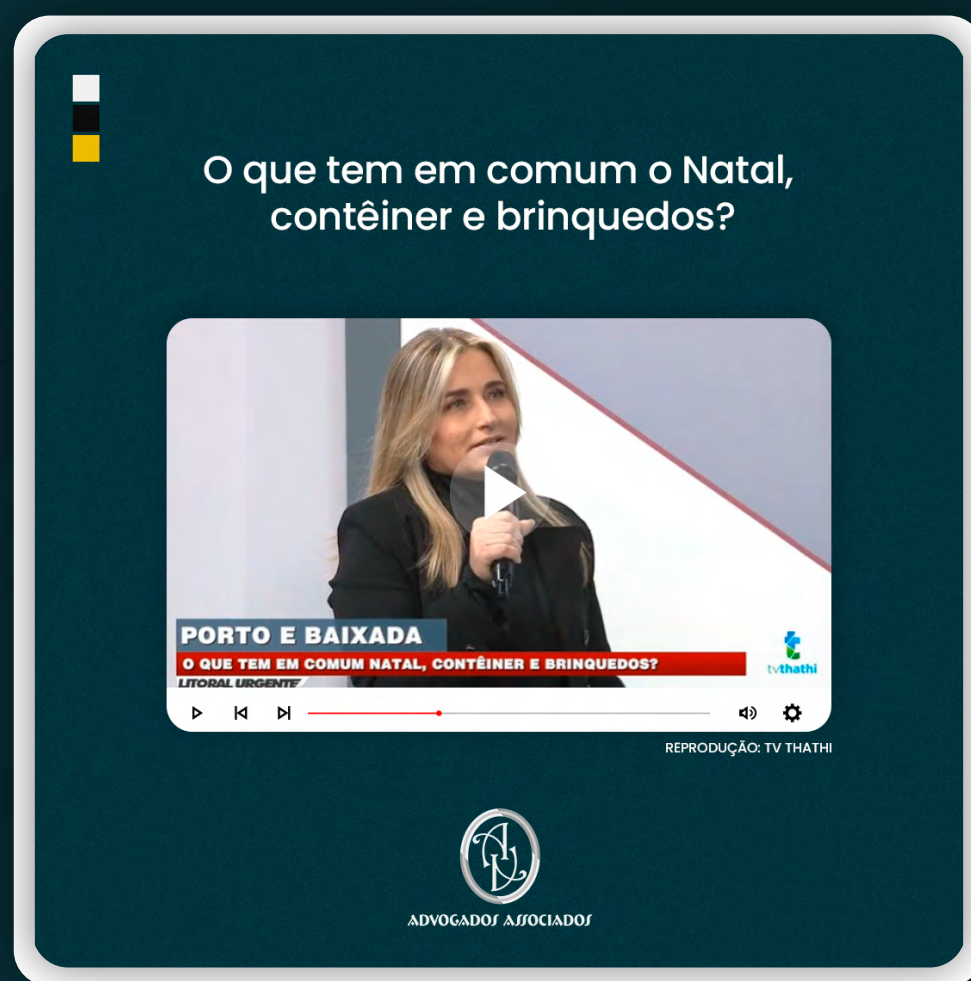 O que tem em comum o Natal,
contêiner e brinquedos?
PORTO E BAIXADA
O QUE TEM EM COMUM NATAL, CONTÊINER E BRINQUEDOS?
LITORAL URGENTE
tvthathi
REPRODUÇÃO: TV THATHI
ADVOGADOS ASSOCIADOS